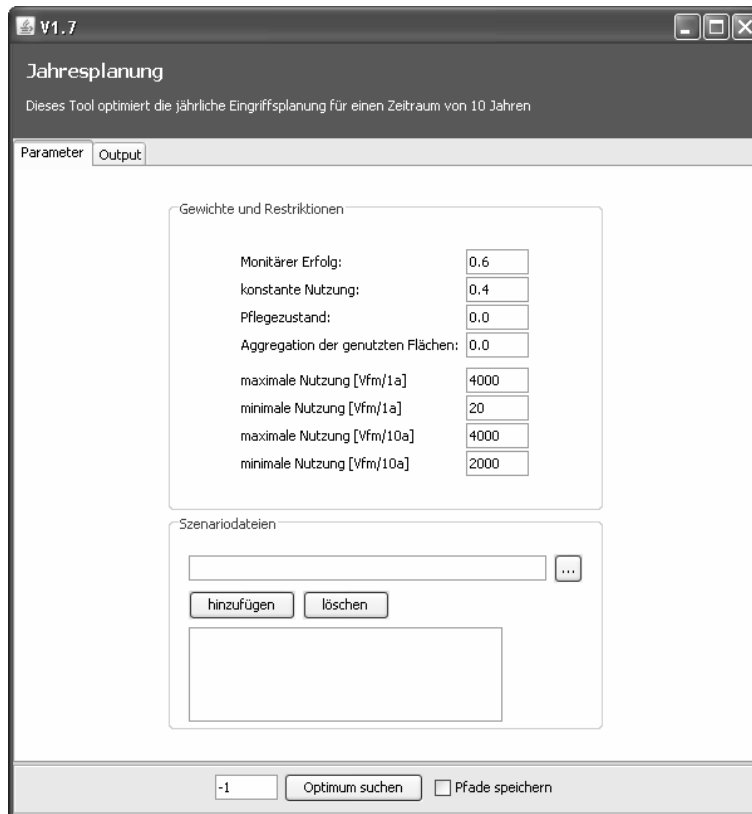 V1.7
Jahresplanung
Dieses Tool optimiert die jährliche Eingriffsplanung für einen Zeitraum von 10 Jahren
Parameter Output
Gewichte und Restriktionen
Monitärer Erfolg: 0.6
konstante Nutzung: 0.4
Pflegezustand: 0.0
Aggregation der genutzten Flächen: 0.0
maximale Nutzung [Vfm/1a] 4000
minimale Nutzung [Vfm/1a] 20
maximale Nutzung [Vfm/10a] 4000
minimale Nutzung [Vfm/10a] 2000
Szenariodateien
...
hinzufügen löschen
-1 Optimum suchen Pfade speichern